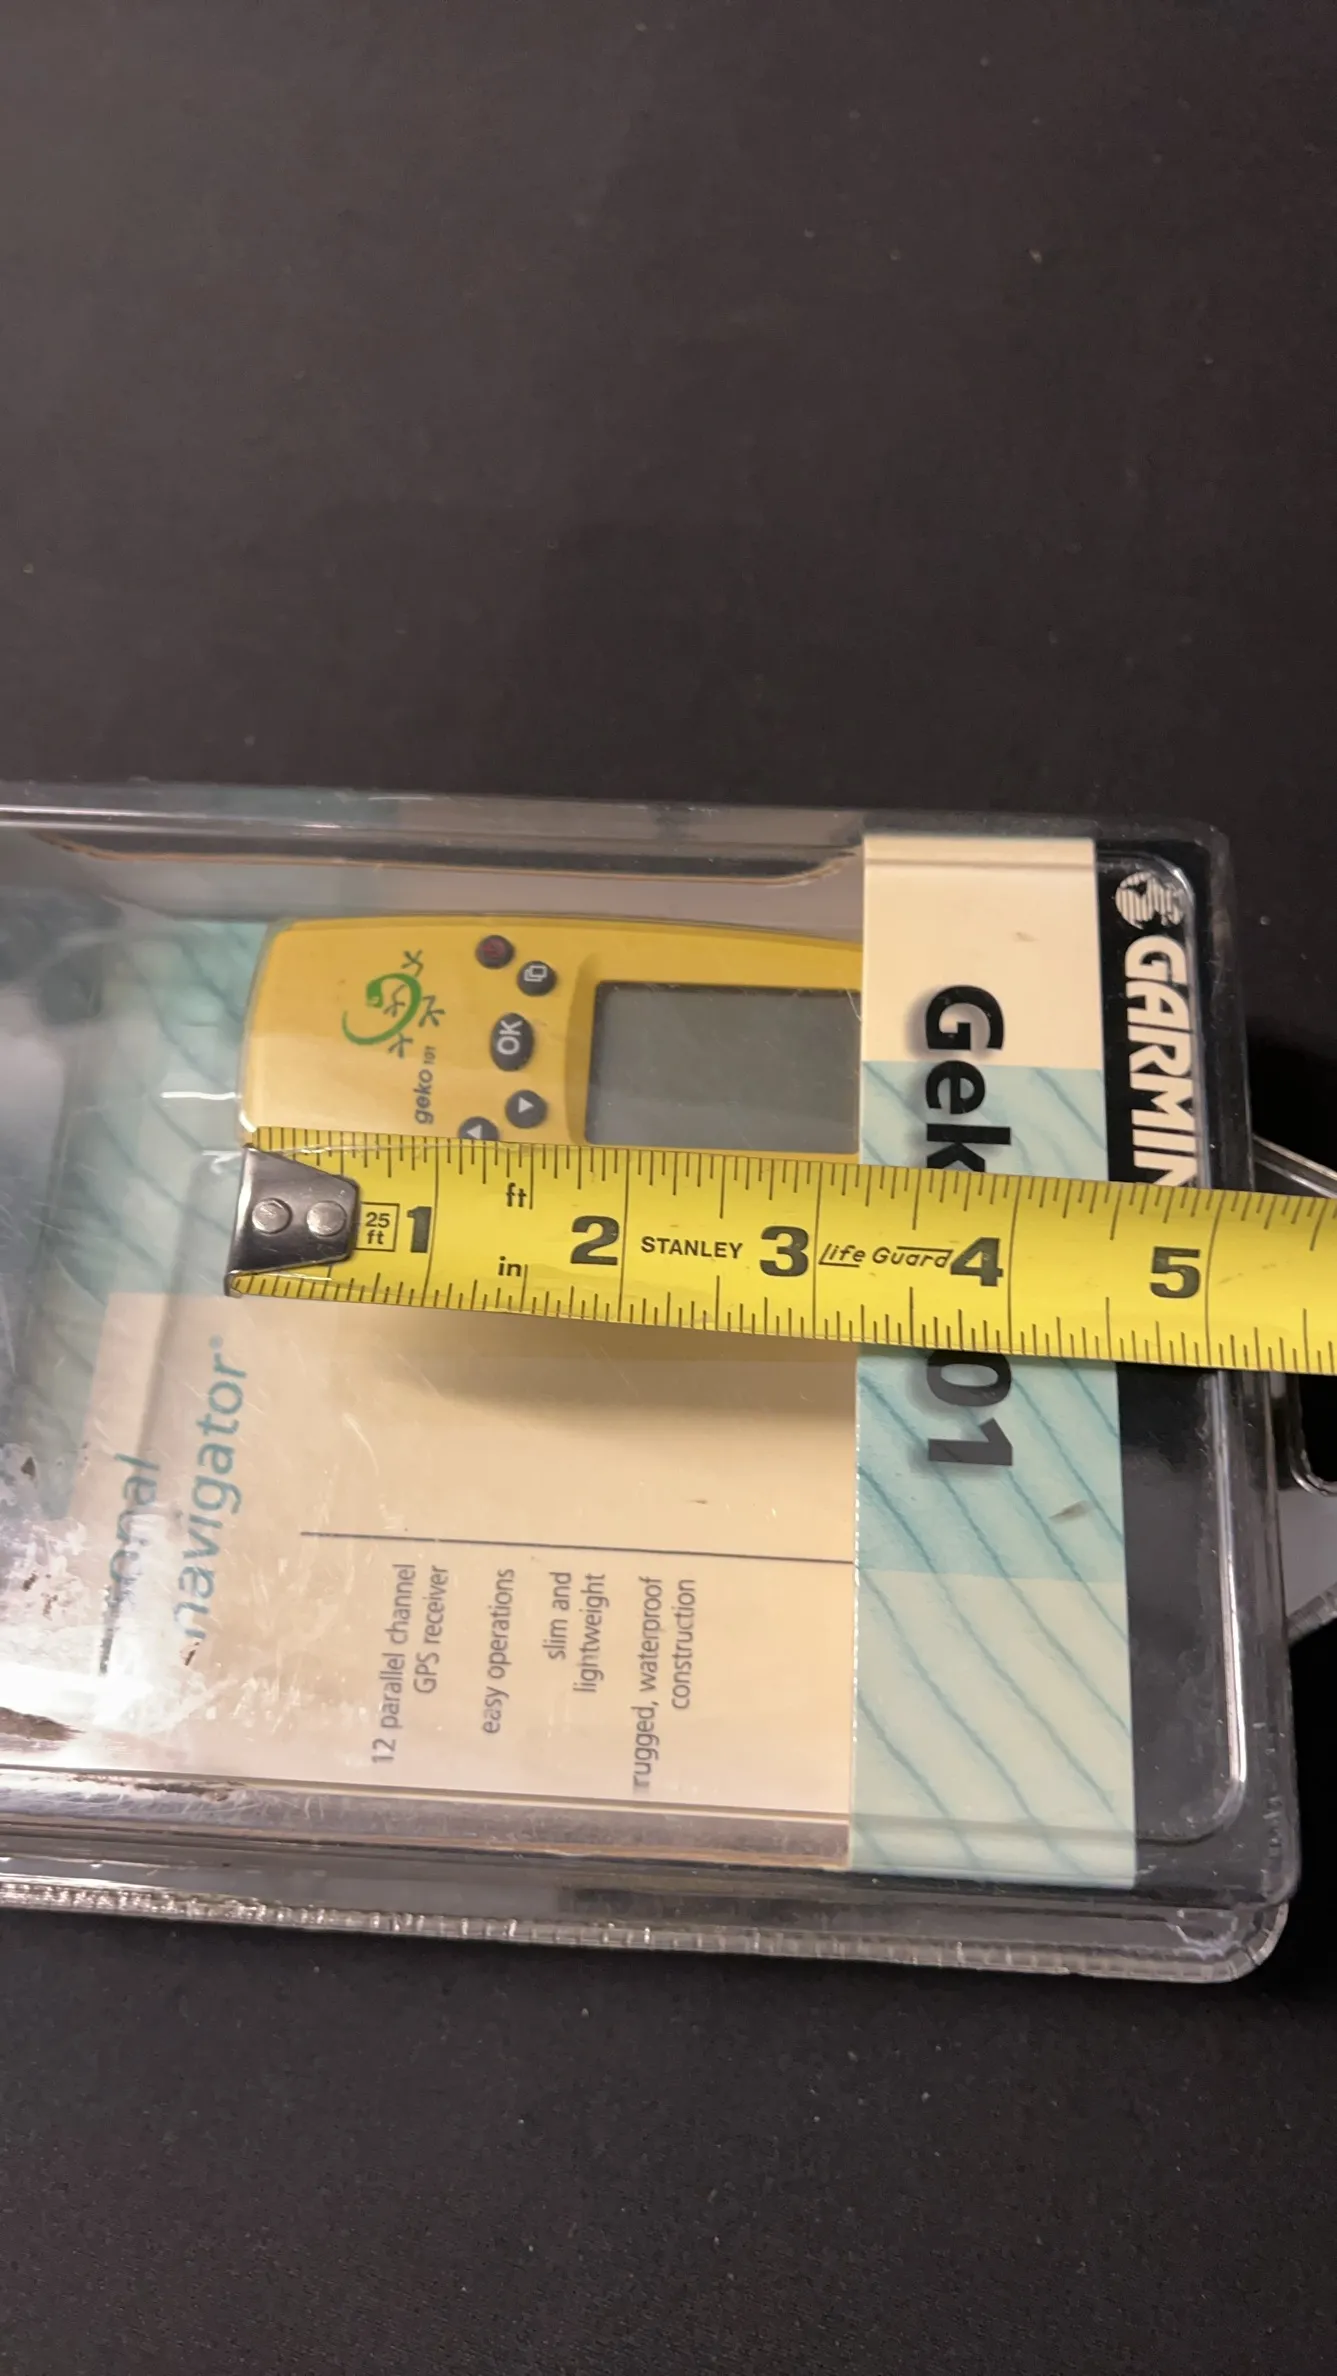 GARMIN
Gek
01
geko 101
OK
25
ft
1
ft
in
2
STANLEY
3
Life Guard
4
5
navigator®
12 parallel channel
GPS receiver
easy operations
slim and
lightweight
rugged, waterproof
construction